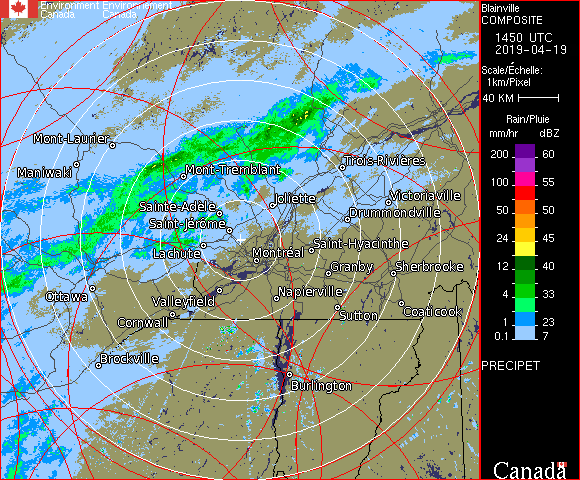 Environment Environnement
Canada Canada
Blainville
COMPOSITE
1450 UTC
2019-04-19
Scale/Échelle:
1km/Pixel
40 KM
Rain/Pluie
mm/hr dBZ
200 60
100 55
50 50
24 45
12 40
4 33
1 23
0.1 7
PRECIPET
Canada
Mont-Laurier
Maniwaki
Mont-Tremblant
Trois-Rivières
Joliette
Victoriaville
Sainte-Adèle
Drummondville
Saint-Jérôme
Saint-Hyacinthe
Lachute
Montréal
Granby
Sherbrooke
Ottawa
Valleyfield
Napierville
Cornwall
Sutton
Coaticook
Brockville
Burlington